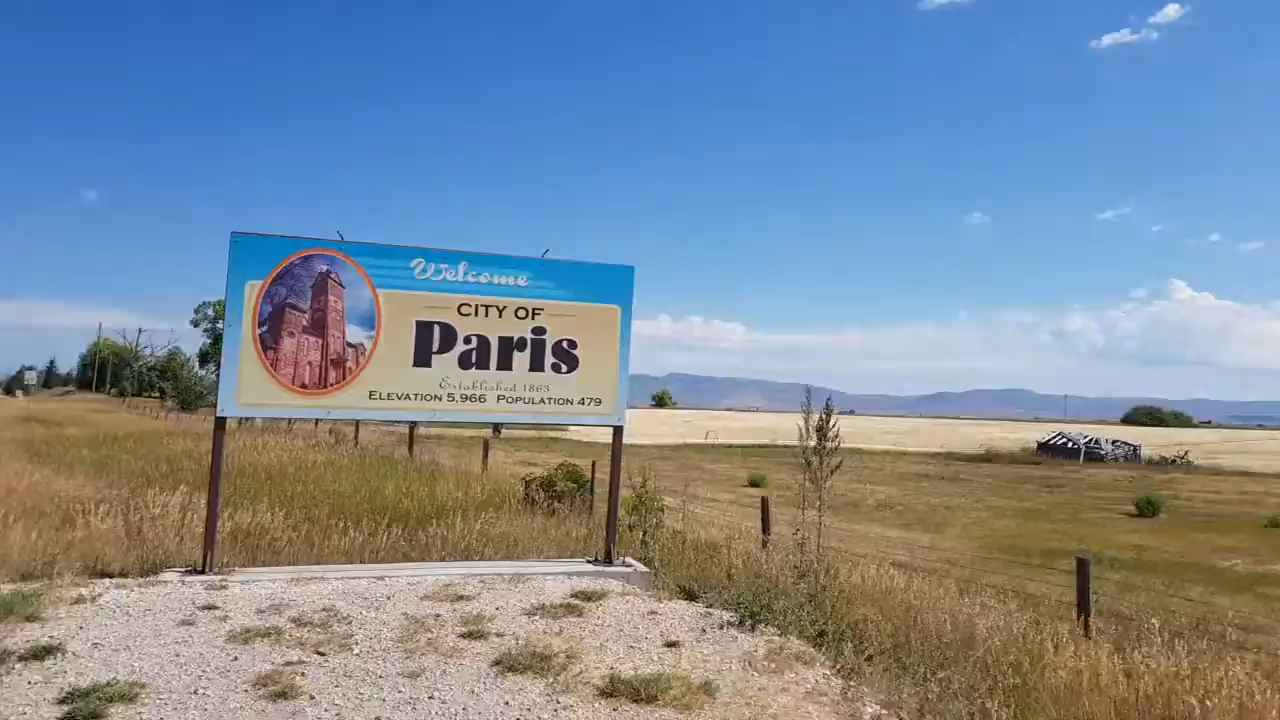 Welcome
CITY OF
Paris
Established 1863
ELEVATION 5,966 POPULATION 479